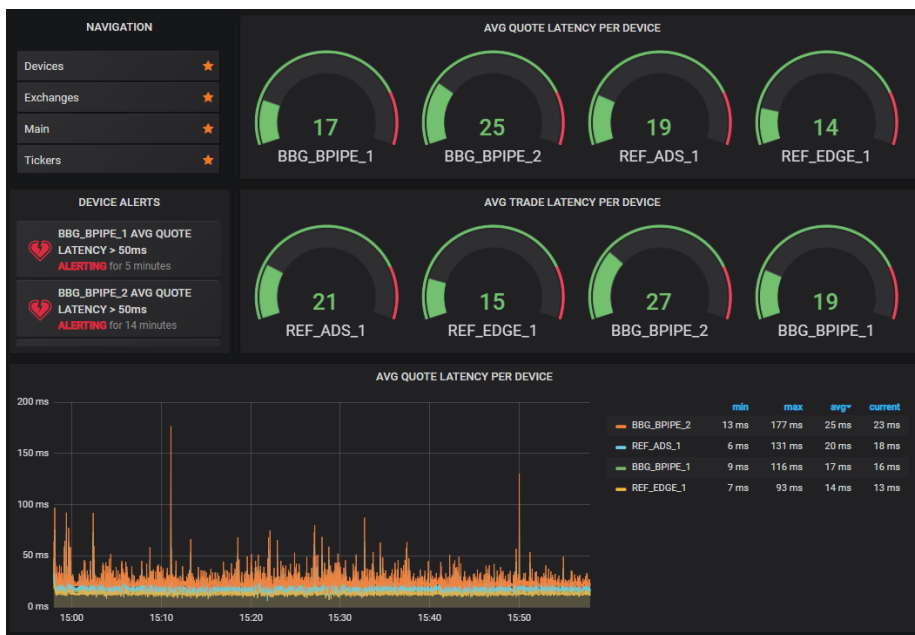 NAVIGATION
Devices
Exchanges
Main
Tickers
AVG QUOTE LATENCY PER DEVICE
17
BBG_BPIPE_1
25
BBG_BPIPE_2
19
REF_ADS_1
14
REF_EDGE_1
DEVICE ALERTS
BBG_BPIPE_1 AVG QUOTE
LATENCY > 50ms
ALERTING for 5 minutes
BBG_BPIPE_2 AVG QUOTE
LATENCY > 50ms
ALERTING for 14 minutes
AVG TRADE LATENCY PER DEVICE
21
REF_ADS_1
15
REF_EDGE_1
27
BBG_BPIPE_2
19
BBG_BPIPE_1
AVG QUOTE LATENCY PER DEVICE
200 ms
150 ms
100 ms
50 ms
0 ms
15:00 15:10 15:20 15:30 15:40 15:50
min max avg current
BBG_BPIPE_2 13 ms 177 ms 25 ms 23 ms
REF_ADS_1 6 ms 131 ms 20 ms 18 ms
BBG_BPIPE_1 9 ms 116 ms 17 ms 16 ms
REF_EDGE_1 7 ms 93 ms 14 ms 13 ms